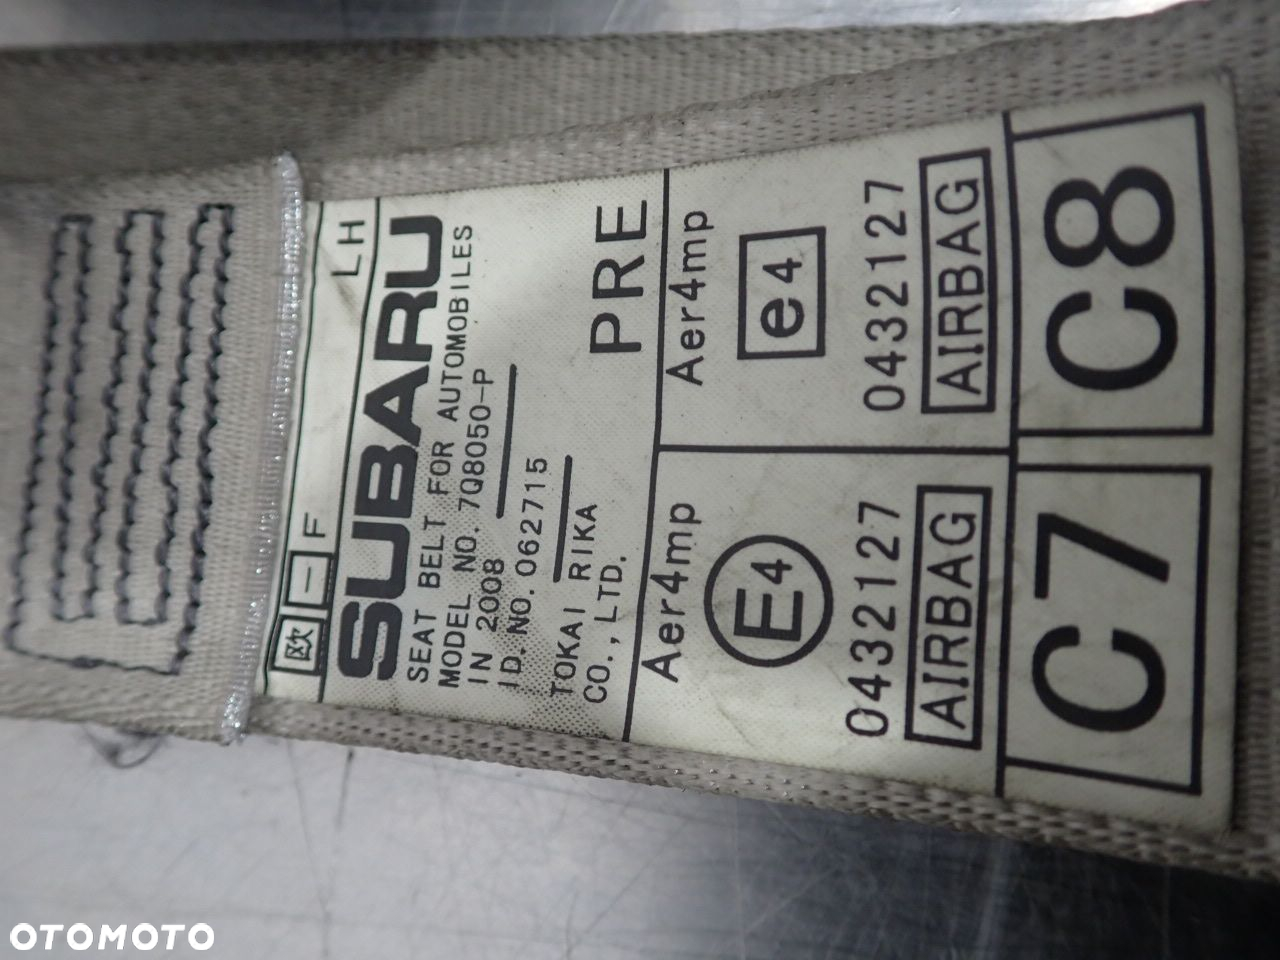 欧 一 F LH
SUBARU
SEAT BELT FOR AUTOMOBILES
MODEL NO. 7Q8050-P
IN 2008
ID. NO. 062715
TOKAI RIKA
CO., LTD.
PRE
Aer4mp
E4
0432127
AIRBAG
C7
Aer4mp
e4
0432127
AIRBAG
C8
OTOMOTO